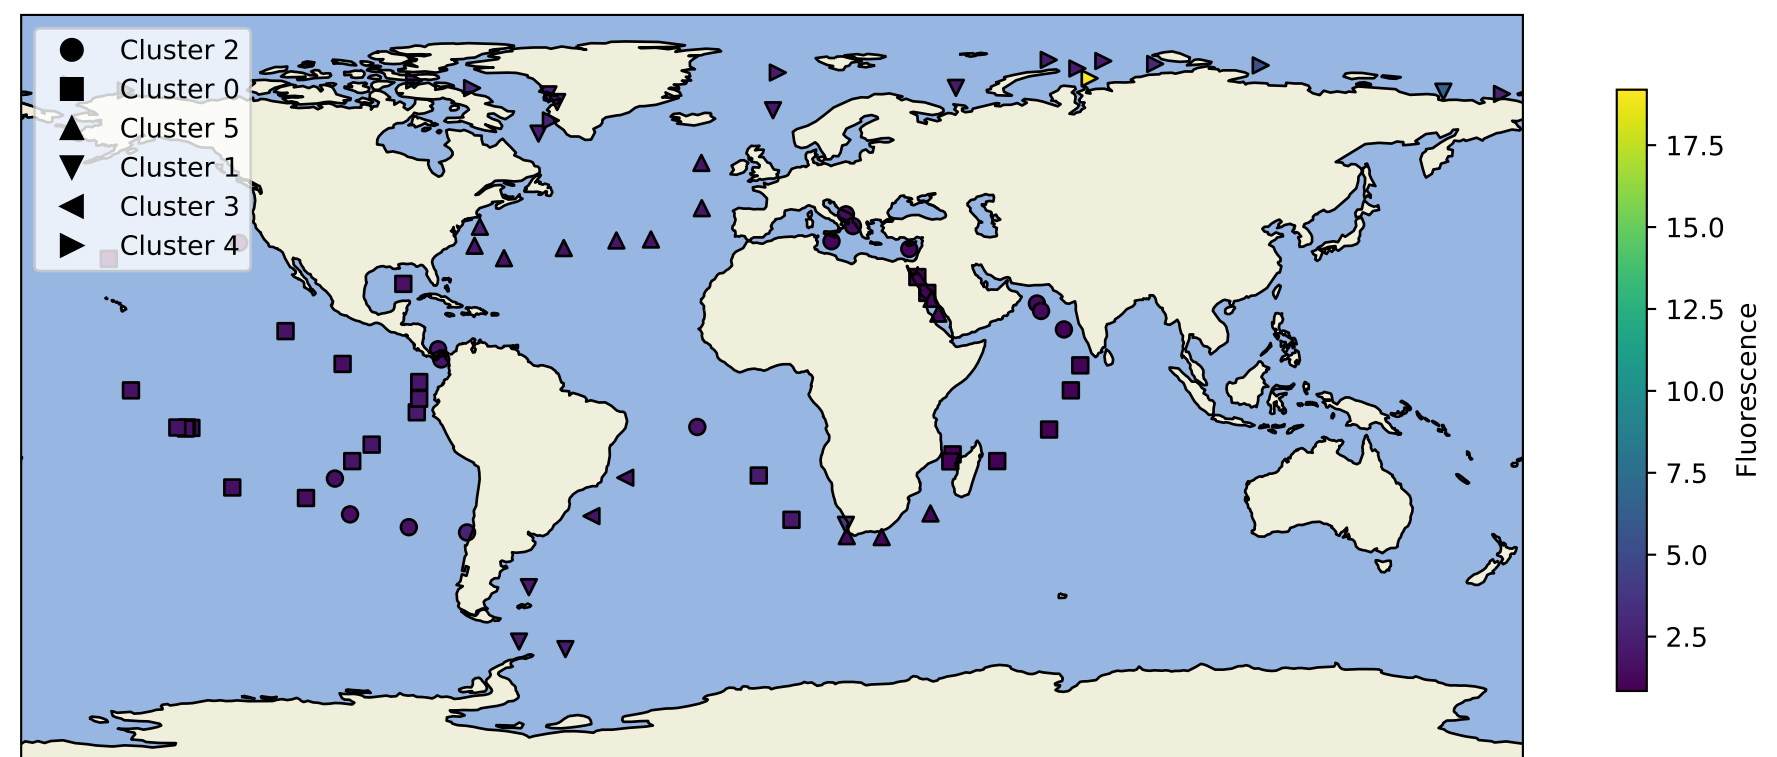 Cluster 2
Cluster 0
Cluster 5
Cluster 1
Cluster 3
Cluster 4
17.5
15.0
12.5
10.0
7.5
5.0
2.5
Fluorescence